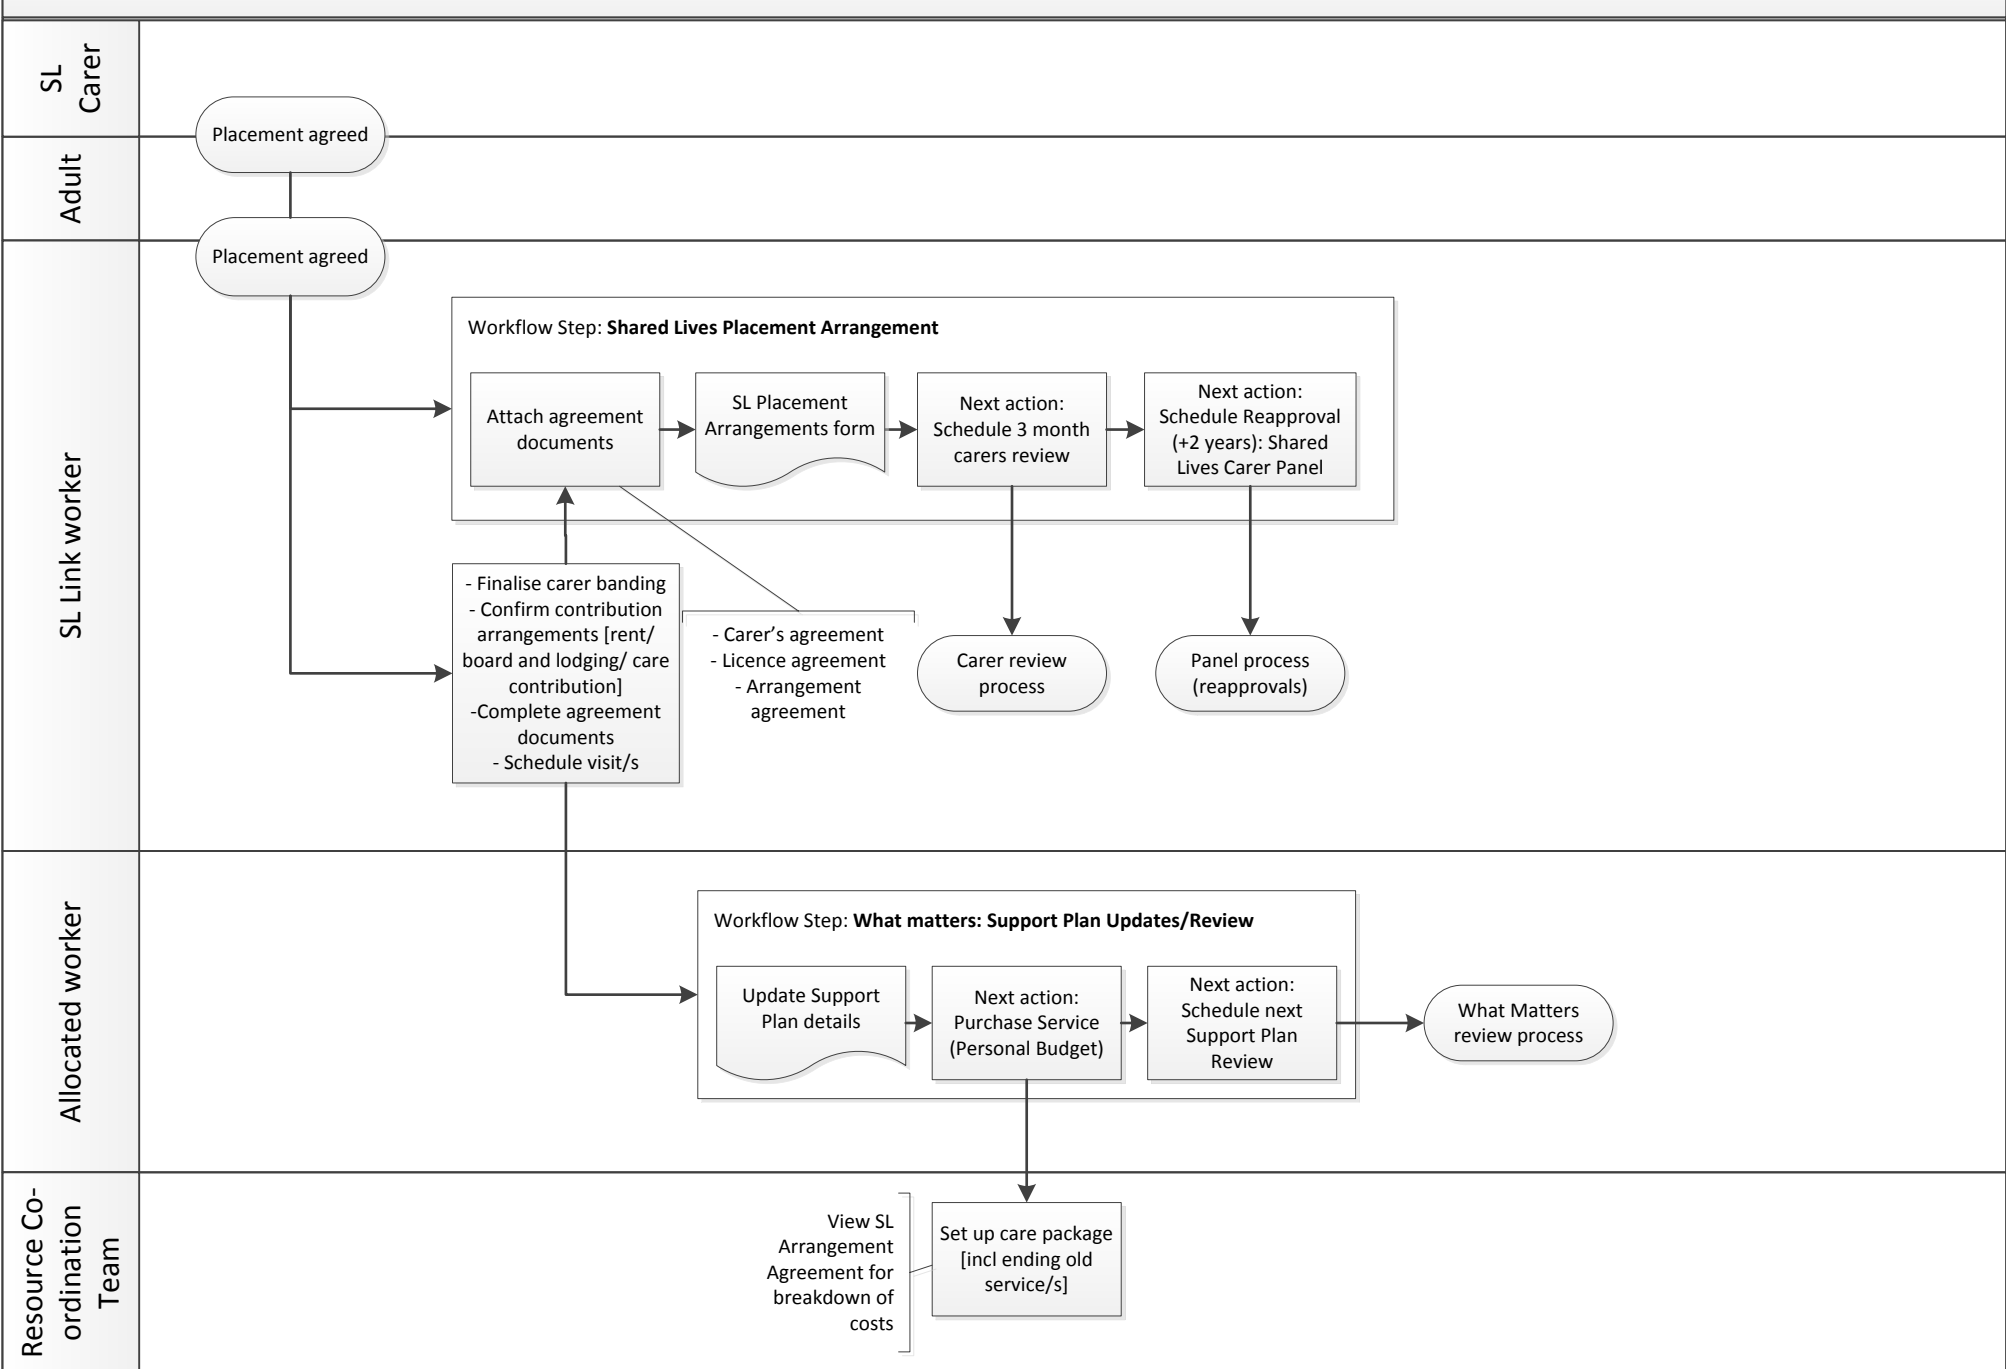 SL
Carer
Placement agreed
Adult
Placement agreed
SL Link worker
Workflow Step: Shared Lives Placement Arrangement
Attach agreement
documents
SL Placement
Arrangements form
Next action:
Schedule 3 month
carers review
Next action:
Schedule Reapproval
(+2 years): Shared
Lives Carer Panel
- Finalise carer banding
- Confirm contribution
arrangements [rent/
board and lodging/ care
contribution]
-Complete agreement
documents
- Schedule visit/s
- Carer’s agreement
- Licence agreement
- Arrangement
agreement
Carer review
process
Panel process
(reapprovals)
Allocated worker
Workflow Step: What matters: Support Plan Updates/Review
Update Support
Plan details
Next action:
Purchase Service
(Personal Budget)
Next action:
Schedule next
Support Plan
Review
What Matters
review process
Resource Co-
ordination
Team
View SL
Arrangement
Agreement for
breakdown of
costs
Set up care package
[incl ending old
service/s]